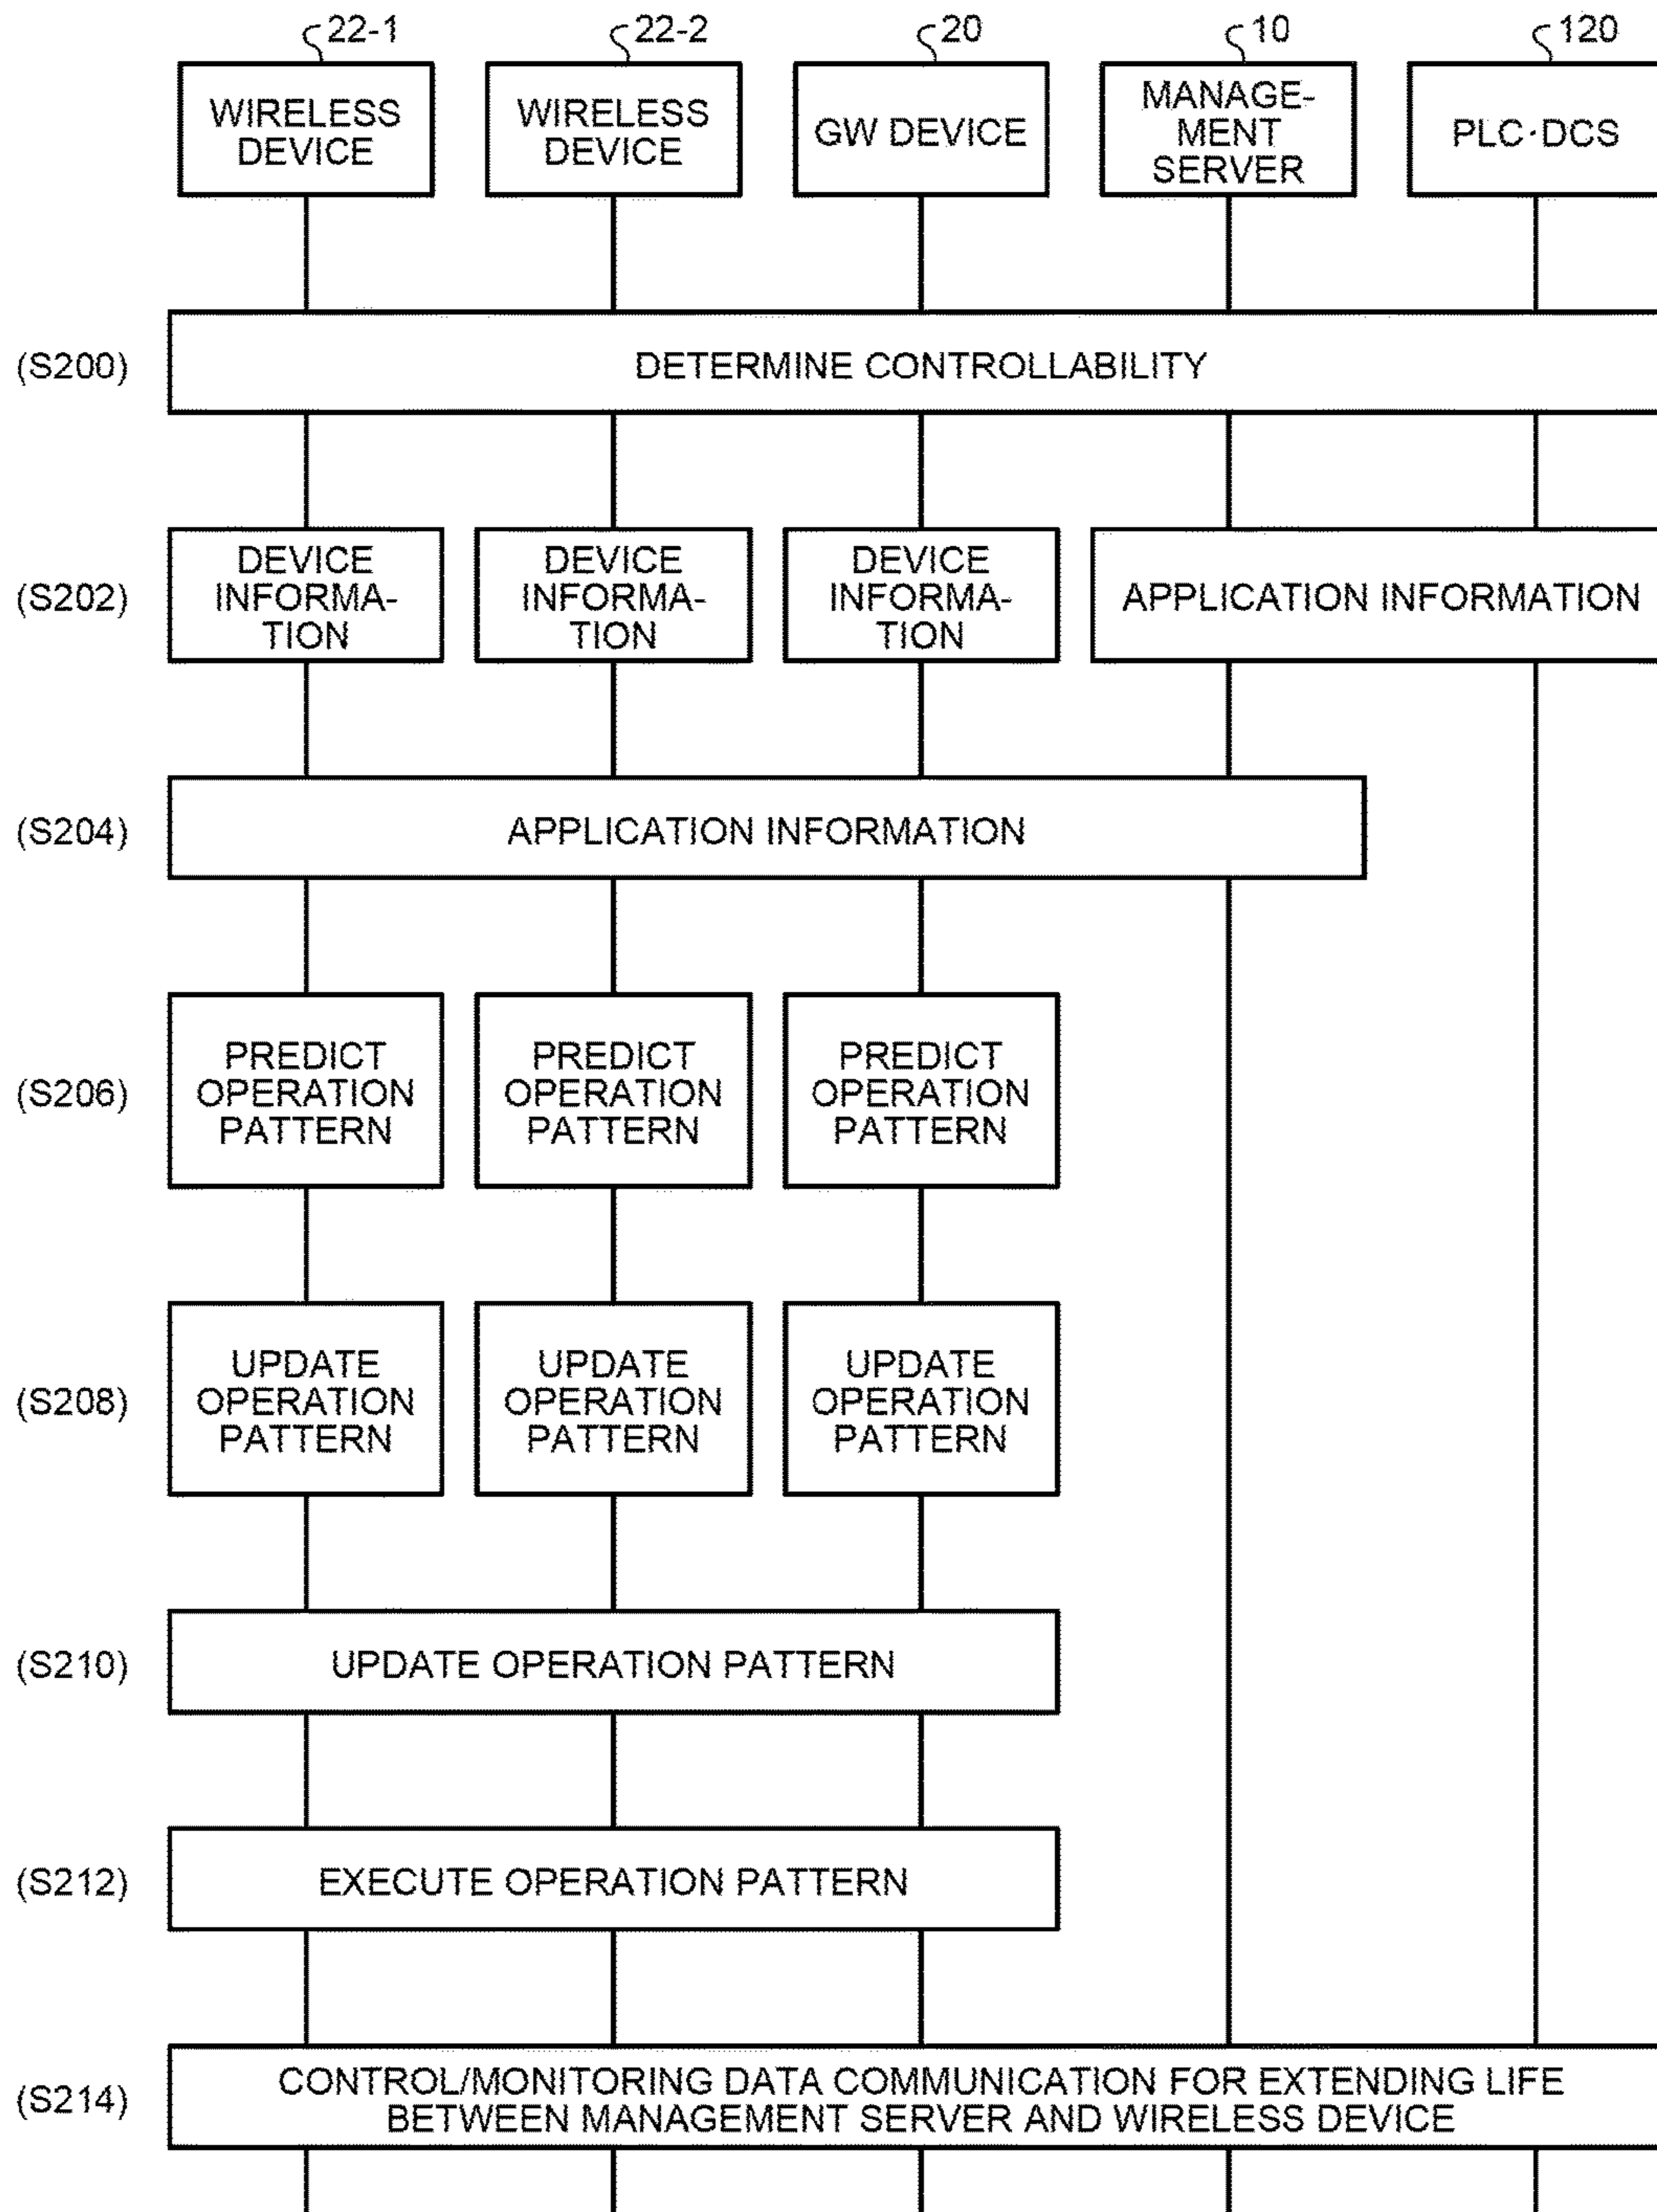 22-1
22-2
20
10
120
WIRELESS
DEVICE
WIRELESS
DEVICE
GW DEVICE
MANAGE-
MENT
SERVER
PLC·DCS
(S200)
DETERMINE CONTROLLABILITY
(S202)
DEVICE
INFORMA-
TION
DEVICE
INFORMA-
TION
DEVICE
INFORMA-
TION
APPLICATION INFORMATION
(S204)
APPLICATION INFORMATION
(S206)
PREDICT
OPERATION
PATTERN
PREDICT
OPERATION
PATTERN
PREDICT
OPERATION
PATTERN
(S208)
UPDATE
OPERATION
PATTERN
UPDATE
OPERATION
PATTERN
UPDATE
OPERATION
PATTERN
(S210)
UPDATE OPERATION PATTERN
(S212)
EXECUTE OPERATION PATTERN
(S214)
CONTROL/MONITORING DATA COMMUNICATION FOR EXTENDING LIFE
BETWEEN MANAGEMENT SERVER AND WIRELESS DEVICE